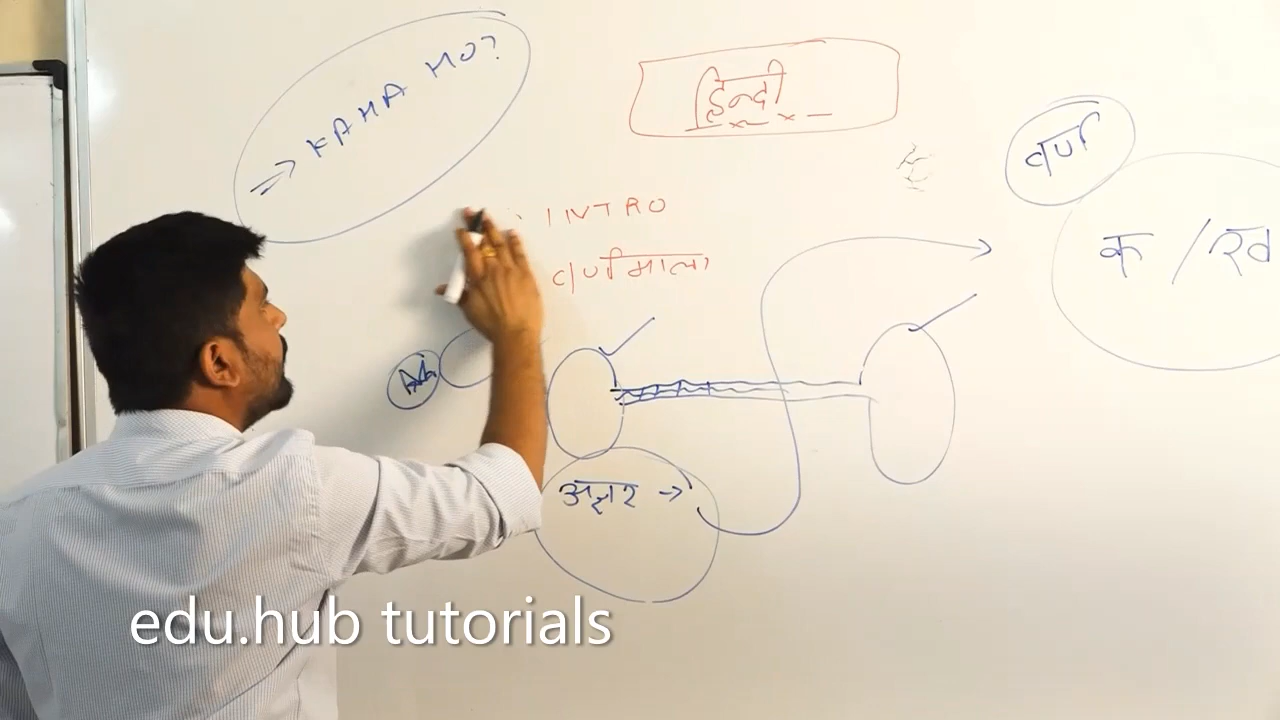 ⇒ KAHA HO?
हिन्दी
वर्ण
INTRO
क / ख
वर्णमाला
अक्षर →
edu.hub tutorials